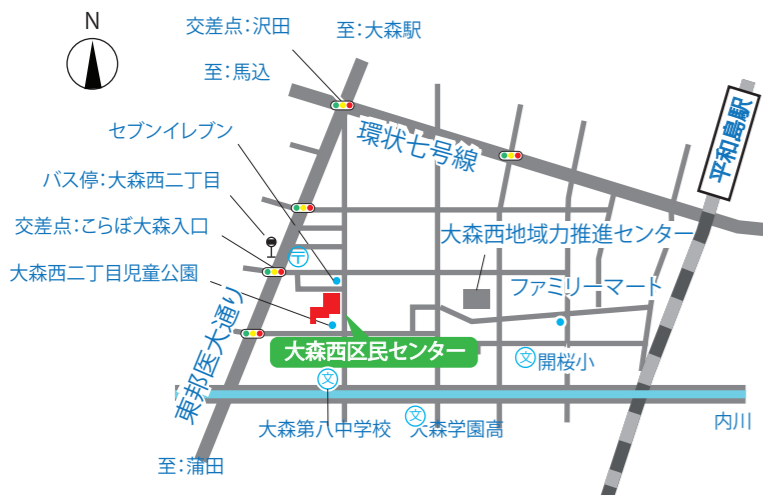 N
交差点：沢田
至：大森駅
至：馬込
セブンイレブン
環状七号線
平和島駅
バス停：大森西二丁目
交差点：こらぼ大森入口
大森西地域力推進センター
〒
大森西二丁目児童公園
ファミリーマート
東邦医大通り
大森西区民センター
文
開桜小
文
文
大森第八中学校
大森学園高
内川
至：蒲田